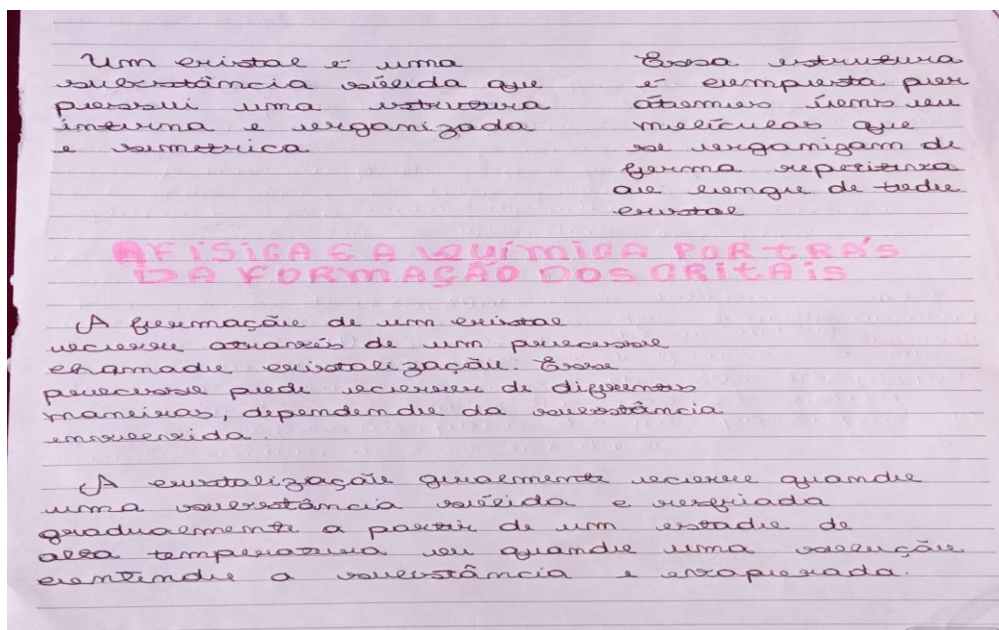 Um cristal é uma
substância sólida que
possui uma estrutura
interna e organizada
e simetrica
Essa estrutura
é composta por
átomos íons ou
moléculas que
se organizam de
forma repetitiva
ao longo de todo
cristal
A FÍSICA E A QUÍMICA POR TRÁS
DA FORMAÇÃO DOS CRITAIS
A formação de um cristal
ocorre através de um processo
chamado cristalização. Esse
processo pode ocorrer de diferentes
maneiras, dependendo da substância
envolvida.
A cristalização geralmente ocorre quando
uma substância sólida e resfriada
gradualmente a partir de um estado de
alta temperatura ou quando uma solução
contendo a substância e evaporada.